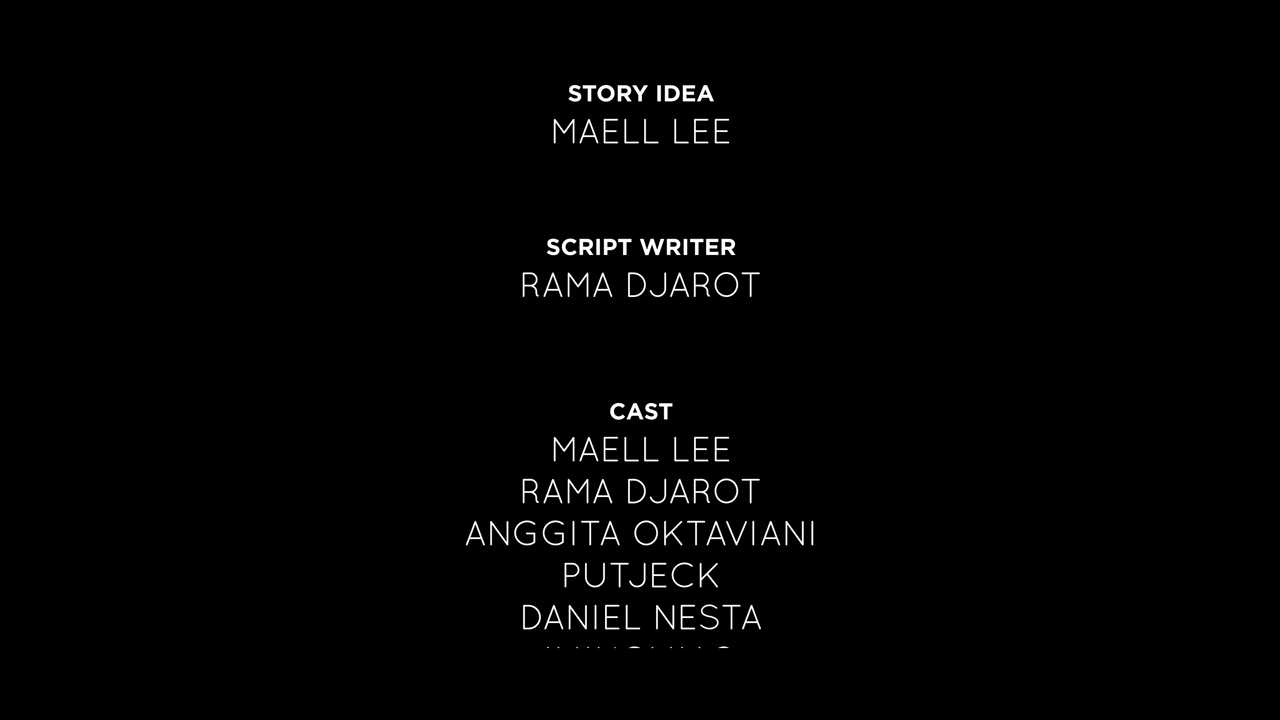 STORY IDEA
MAELL LEE
SCRIPT WRITER
RAMA DJAROT
CAST
MAELL LEE
RAMA DJAROT
ANGGITA OKTAVIANI
PUTJECK
DANIEL NESTA